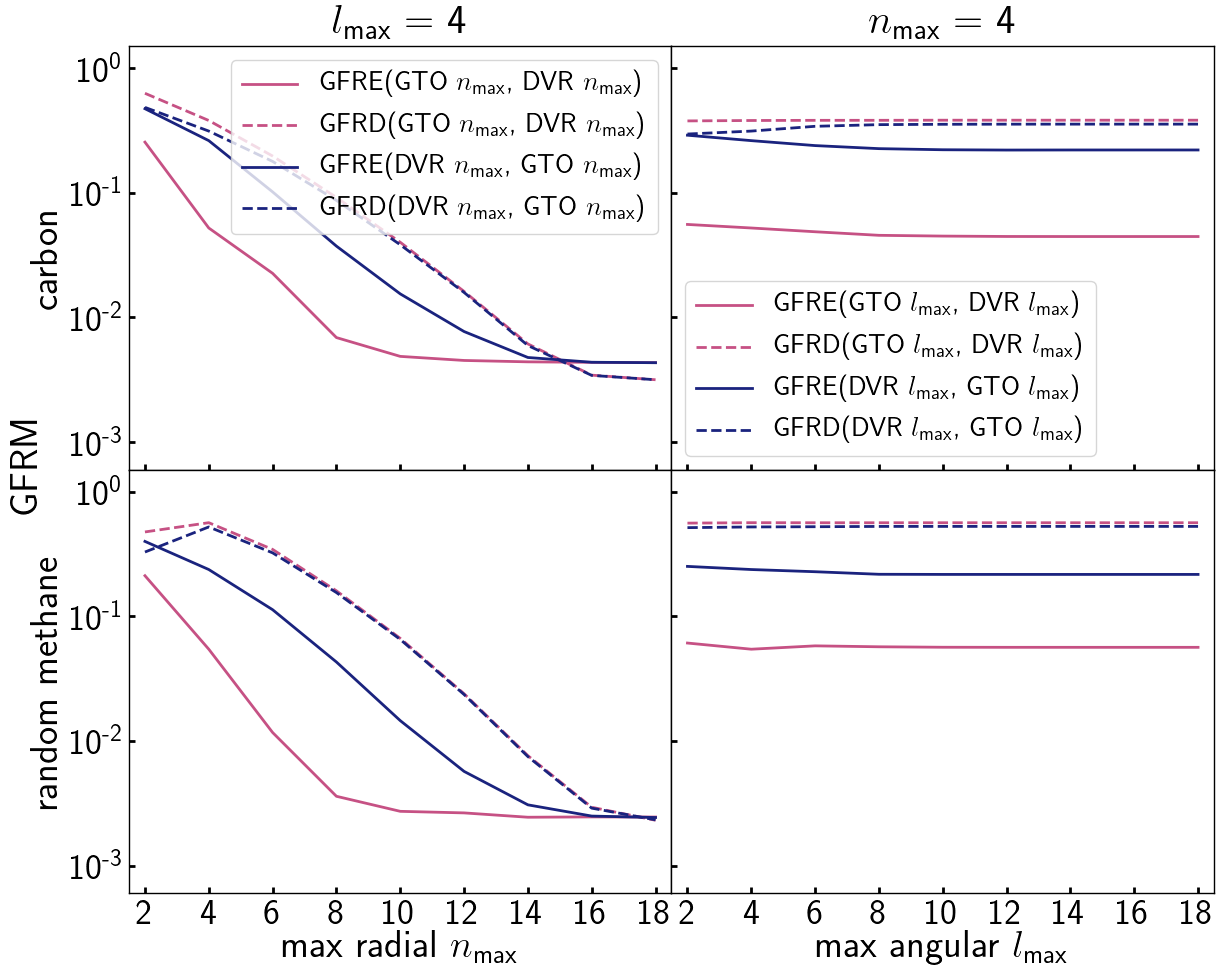 l_max = 4
n_max = 4
GFRM
carbon
10^0
10^-1
10^-2
10^-3
GFRE(GTO n_max, DVR n_max)
GFRD(GTO n_max, DVR n_max)
GFRE(DVR n_max, GTO n_max)
GFRD(DVR n_max, GTO n_max)
GFRE(GTO l_max, DVR l_max)
GFRD(GTO l_max, DVR l_max)
GFRE(DVR l_max, GTO l_max)
GFRD(DVR l_max, GTO l_max)
random methane
10^0
10^-1
10^-2
10^-3
2 4 6 8 10 12 14 16 18
2 4 6 8 10 12 14 16 18
max radial n_max
max angular l_max